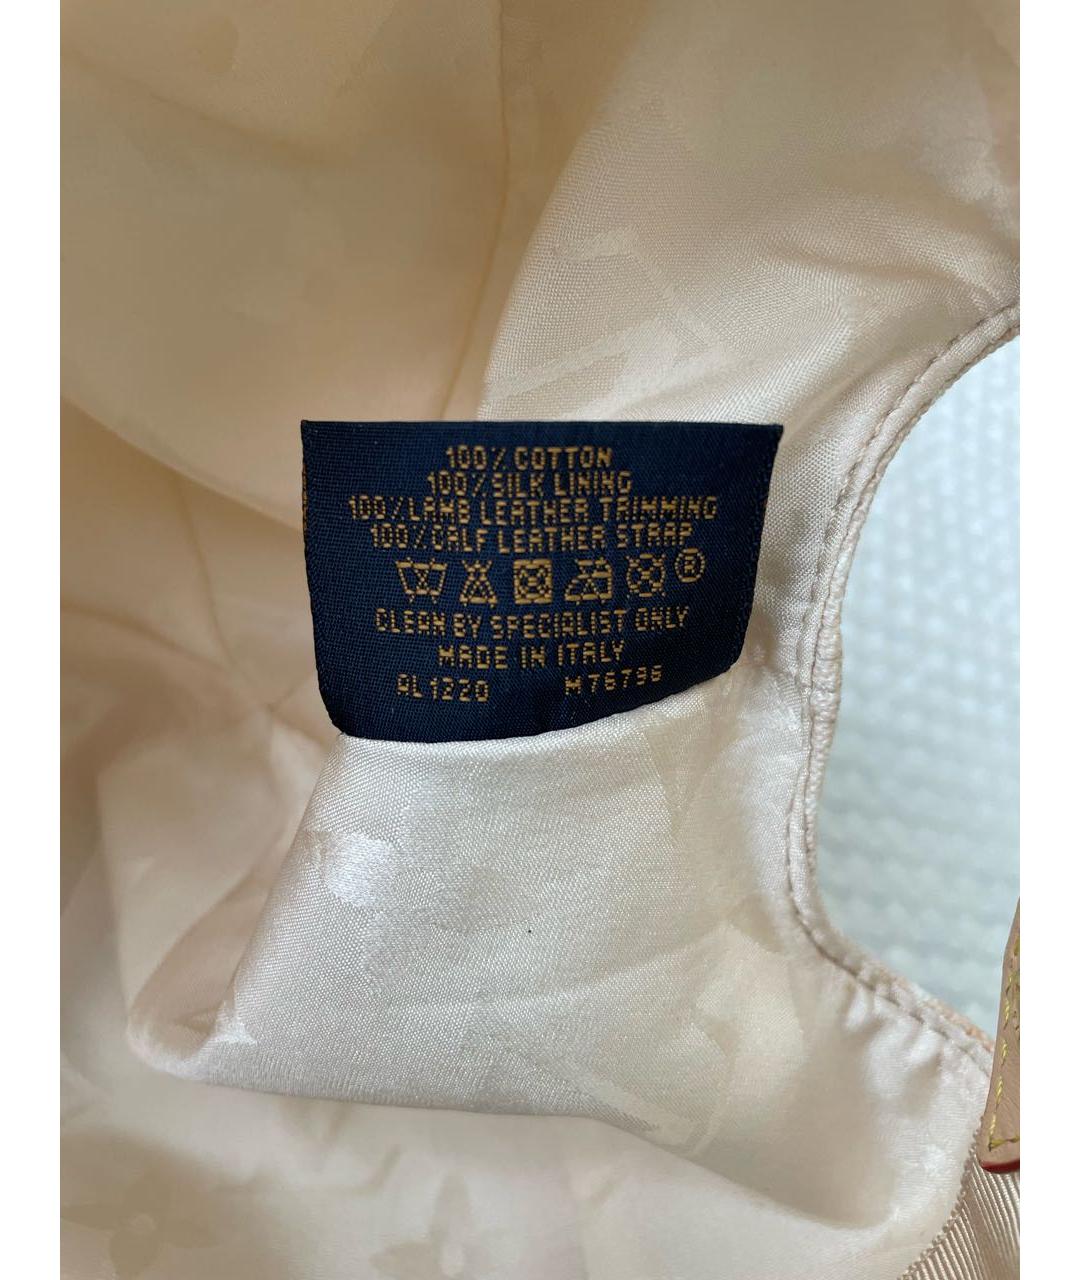 100% COTTON
100% SILK LINING
100% LAMB LEATHER TRIMMING
100% CALF LEATHER STRAP
®
CLEAN BY SPECIALIST ONLY
MADE IN ITALY
AL1220 M76796